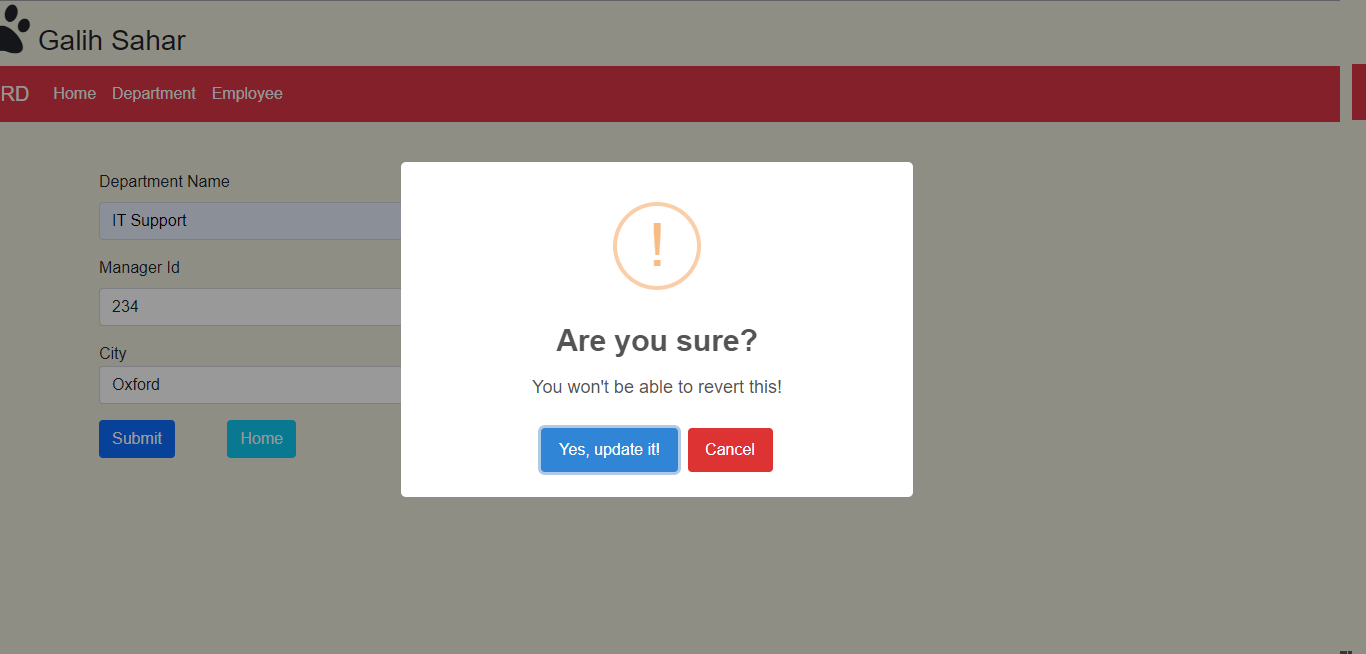 Galih Sahar
RD Home Department Employee
Department Name
IT Support
Manager Id
234
City
Oxford
Submit Home
!
Are you sure?
You won't be able to revert this!
Yes, update it! Cancel